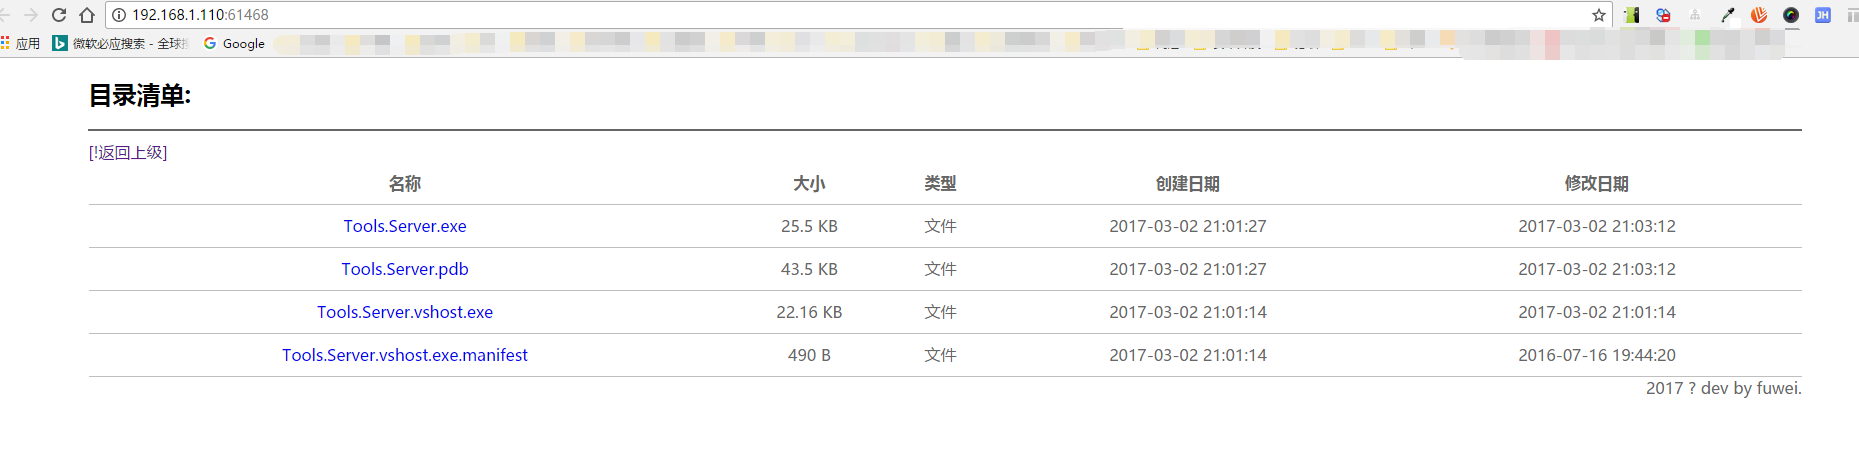 192.168.1.110:61468
应用 微软必应搜索 - 全球搜 Google
目录清单:
[!返回上级]
名称 大小 类型 创建日期 修改日期
Tools.Server.exe 25.5 KB 文件 2017-03-02 21:01:27 2017-03-02 21:03:12
Tools.Server.pdb 43.5 KB 文件 2017-03-02 21:01:27 2017-03-02 21:03:12
Tools.Server.vshost.exe 22.16 KB 文件 2017-03-02 21:01:14 2017-03-02 21:01:14
Tools.Server.vshost.exe.manifest 490 B 文件 2017-03-02 21:01:14 2016-07-16 19:44:20
2017 ? dev by fuwei.